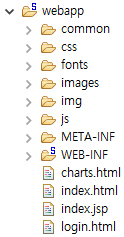 webapp
common
css
fonts
images
img
js
META-INF
WEB-INF
charts.html
index.html
index.jsp
login.html